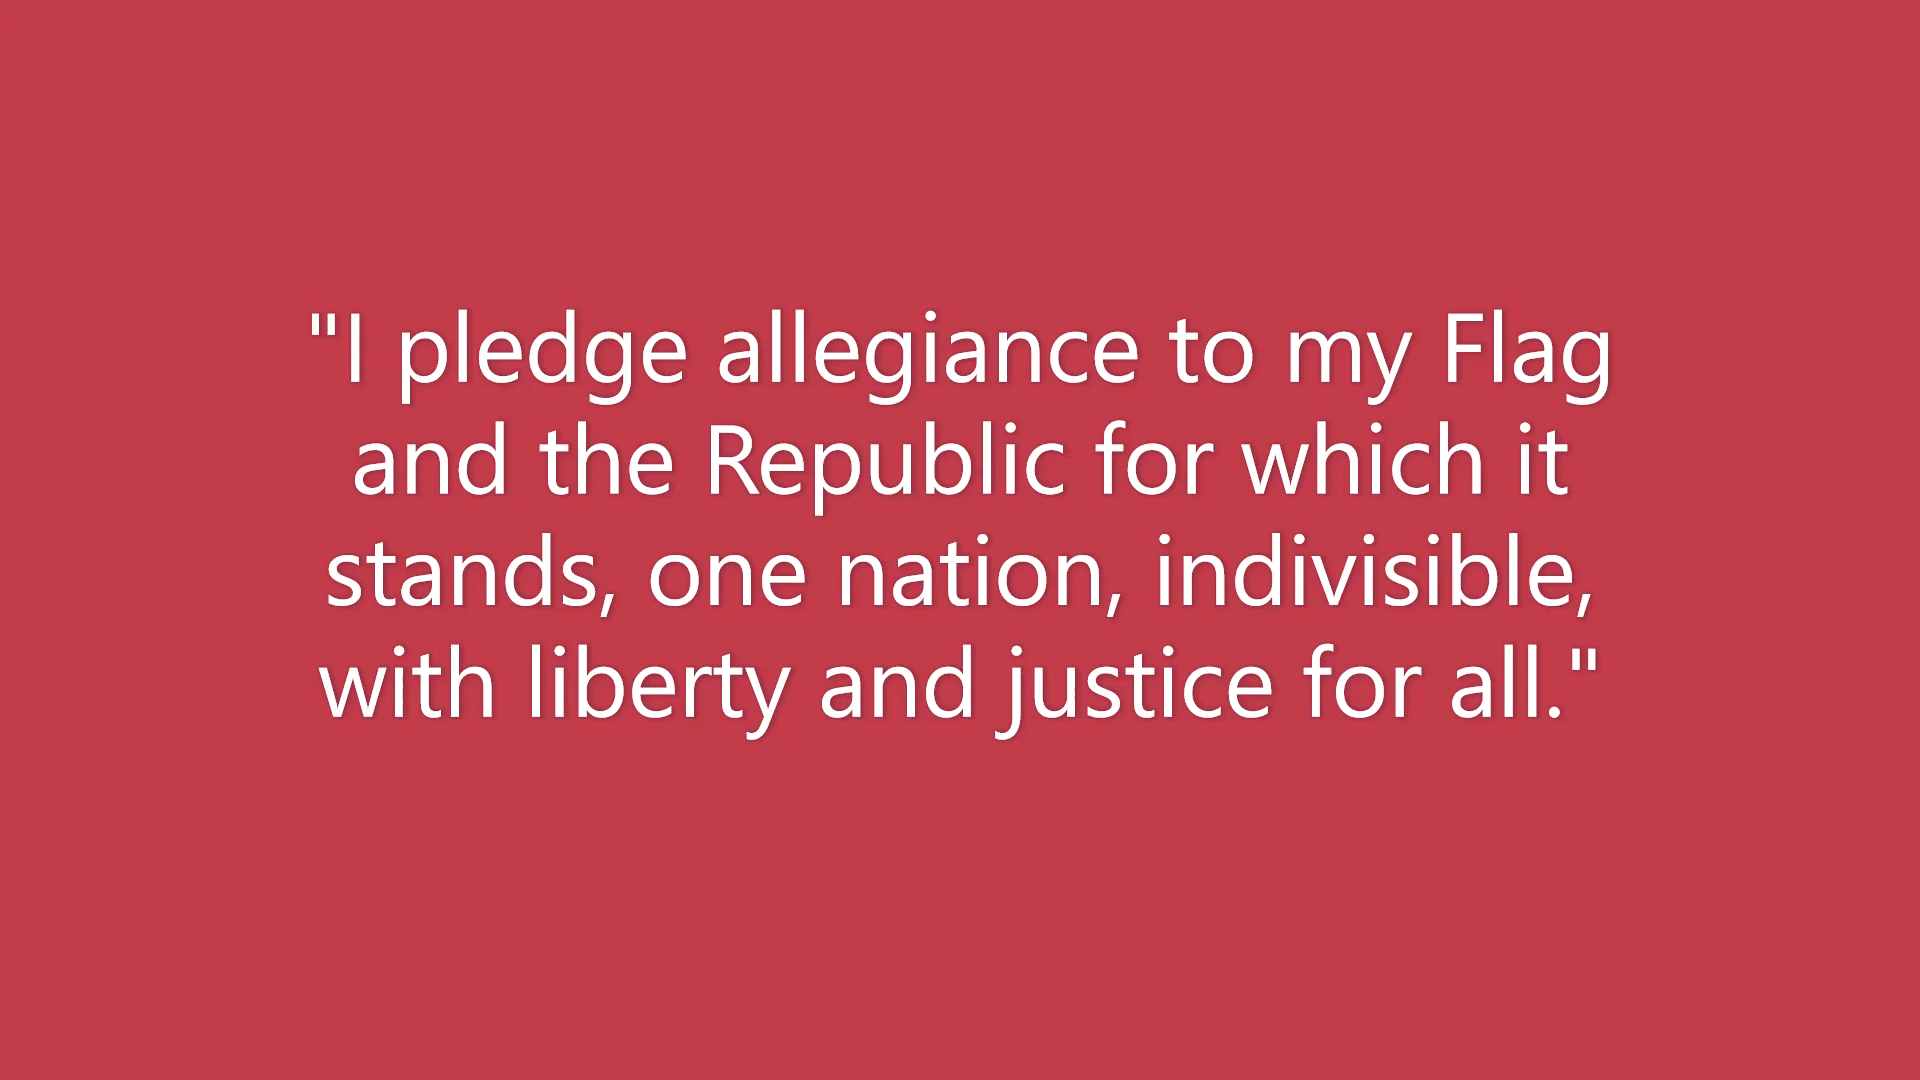 "I pledge allegiance to my Flag
and the Republic for which it
stands, one nation, indivisible,
with liberty and justice for all."